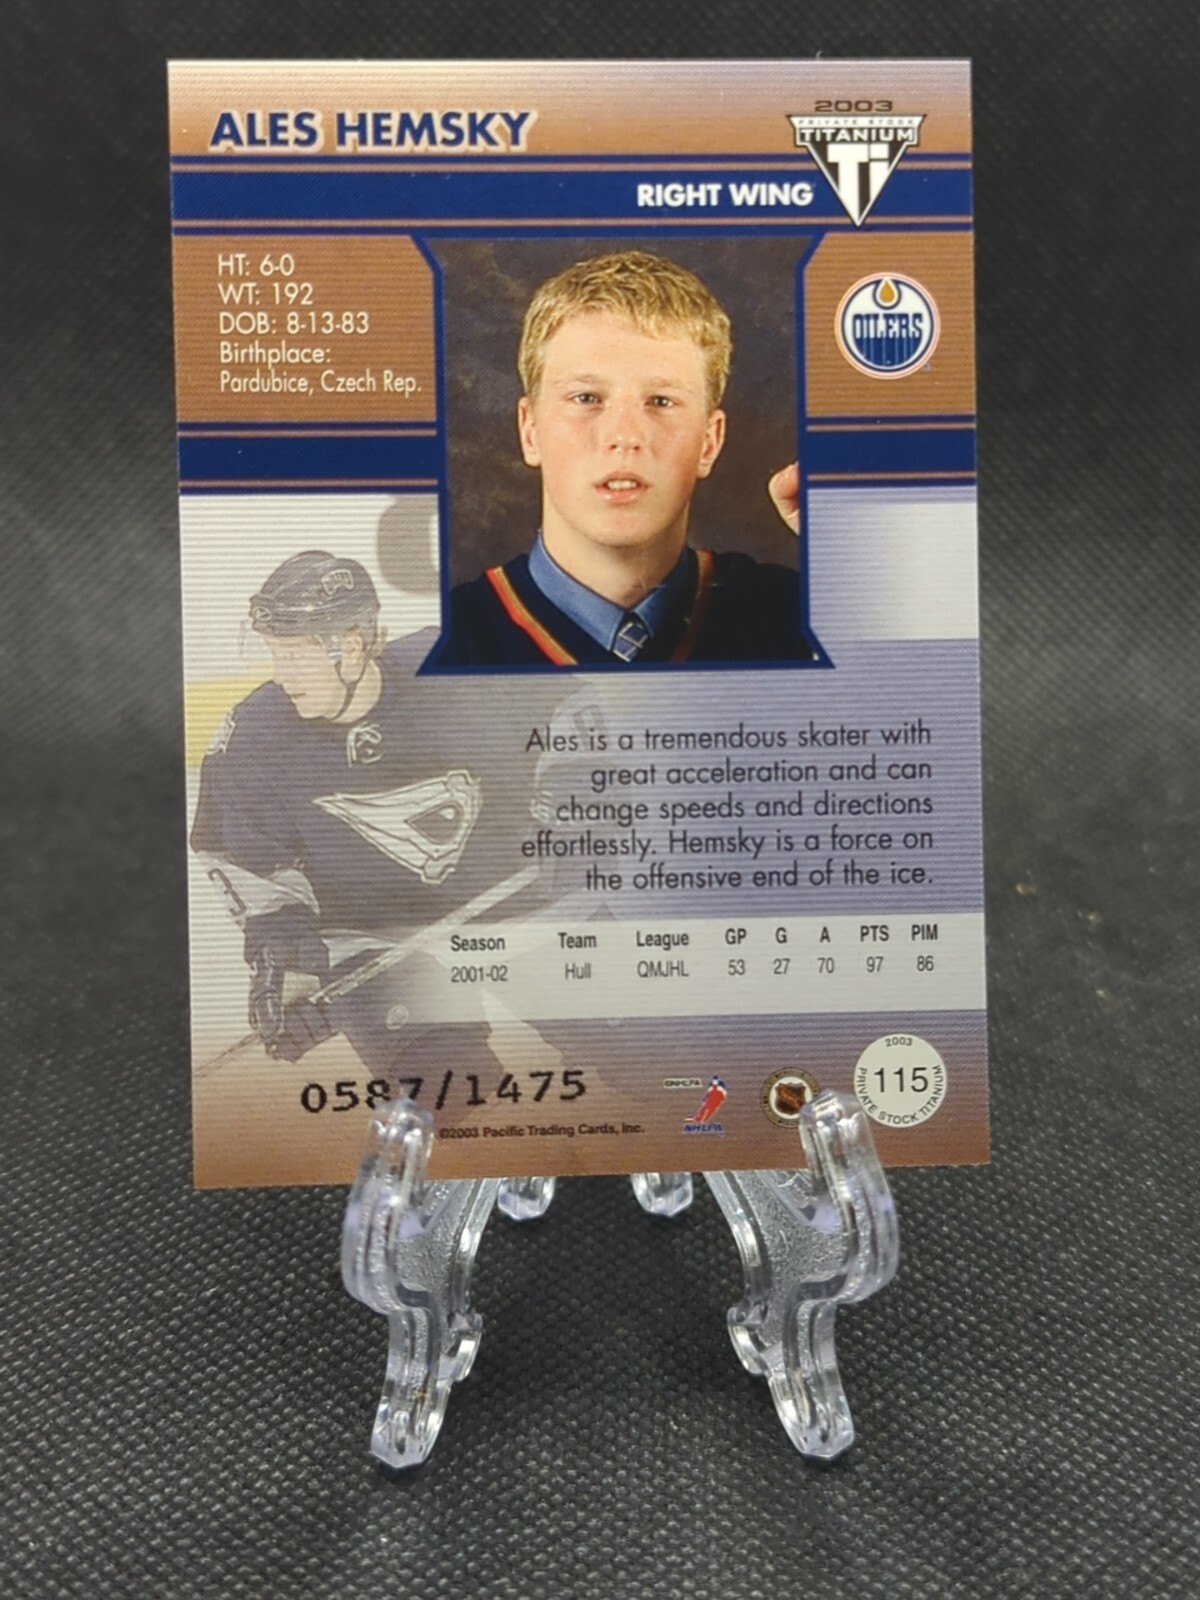 ALES HEMSKY
2003
PRIVATE STOCK
TITANIUM
Ti
RIGHT WING
HT: 6-0
WT: 192
DOB: 8-13-83
Birthplace:
Pardubice, Czech Rep.
OILERS
Ales is a tremendous skater with
great acceleration and can
change speeds and directions
effortlessly. Hemsky is a force on
the offensive end of the ice.
Season Team League GP G A PTS PIM
2001-02 Hull QMJHL 53 27 70 97 86
0587/1475
©2003 Pacific Trading Cards, Inc.
NHLPA
2003
115
PRIVATE STOCK TITANIUM